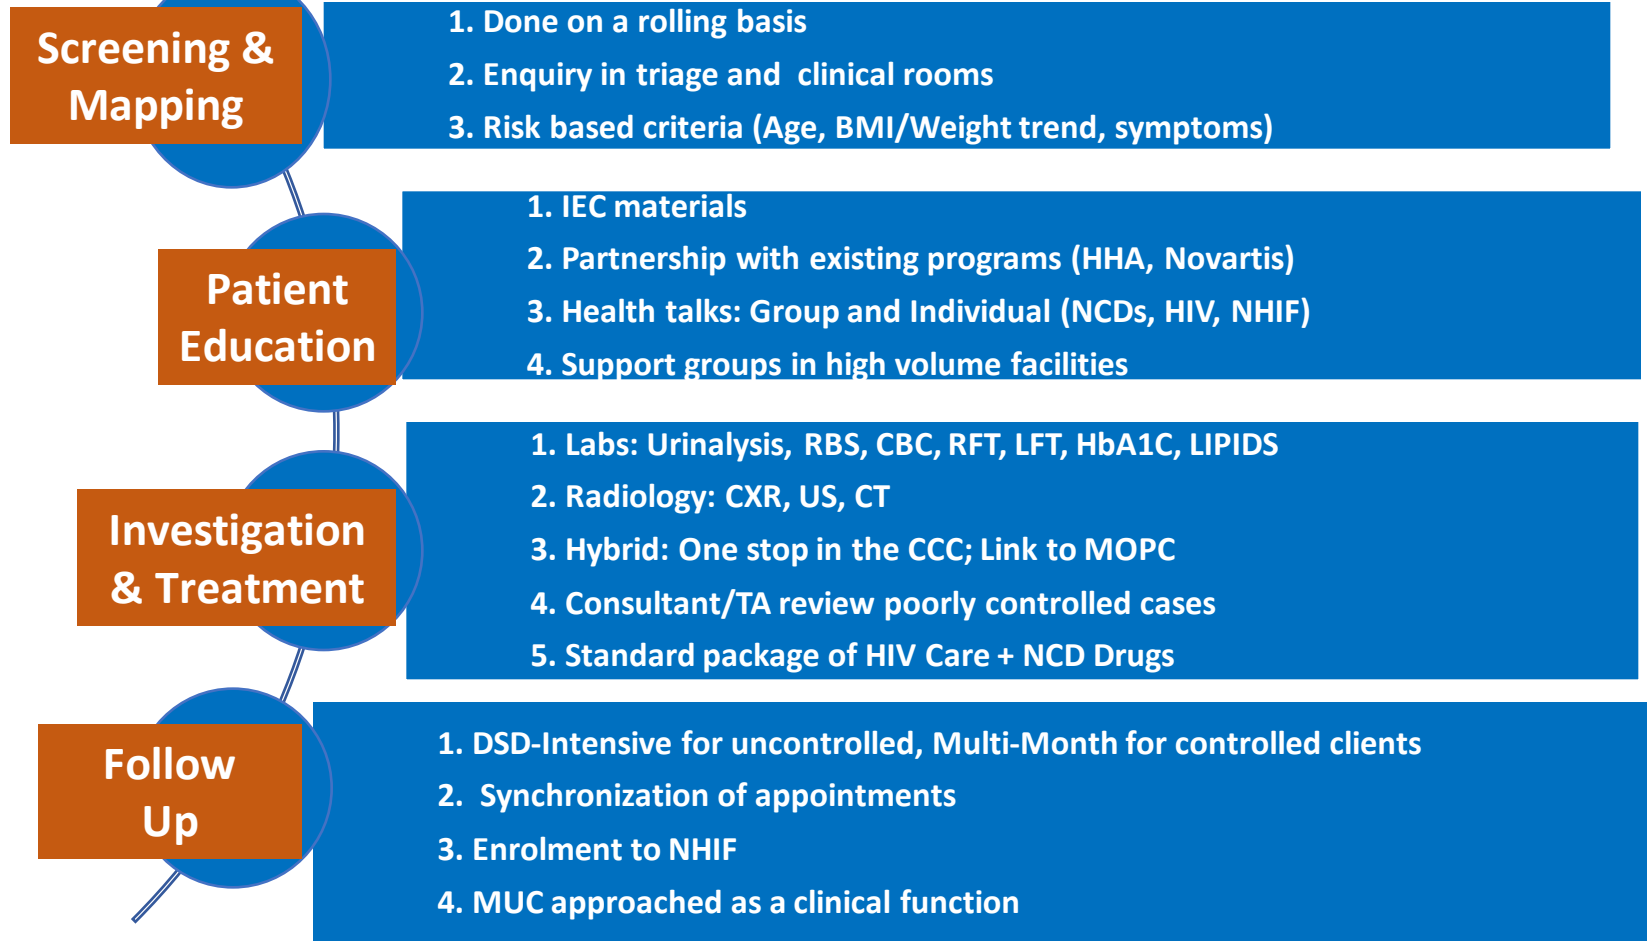 Screening &
Mapping
1. Done on a rolling basis
2. Enquiry in triage and clinical rooms
3. Risk based criteria (Age, BMI/Weight trend, symptoms)
Patient
Education
1. IEC materials
2. Partnership with existing programs (HHA, Novartis)
3. Health talks: Group and Individual (NCDs, HIV, NHIF)
4. Support groups in high volume facilities
Investigation
& Treatment
1. Labs: Urinalysis, RBS, CBC, RFT, LFT, HbA1C, LIPIDS
2. Radiology: CXR, US, CT
3. Hybrid: One stop in the CCC; Link to MOPC
4. Consultant/TA review poorly controlled cases
5. Standard package of HIV Care + NCD Drugs
Follow
Up
1. DSD-Intensive for uncontrolled, Multi-Month for controlled clients
2. Synchronization of appointments
3. Enrolment to NHIF
4. MUC approached as a clinical function